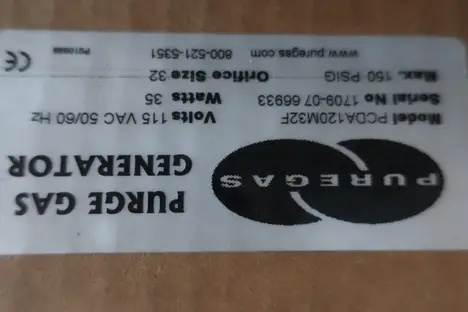 PUREGAS
PURGE GAS
GENERATOR
Model PCDA120M32F
Volts 115 VAC 50/60 Hz
Serial No 1709-07 66933
Watts 35
Max. 150 PSIG
Orifice Size 32
www.puregas.com
800-521-5351
CE